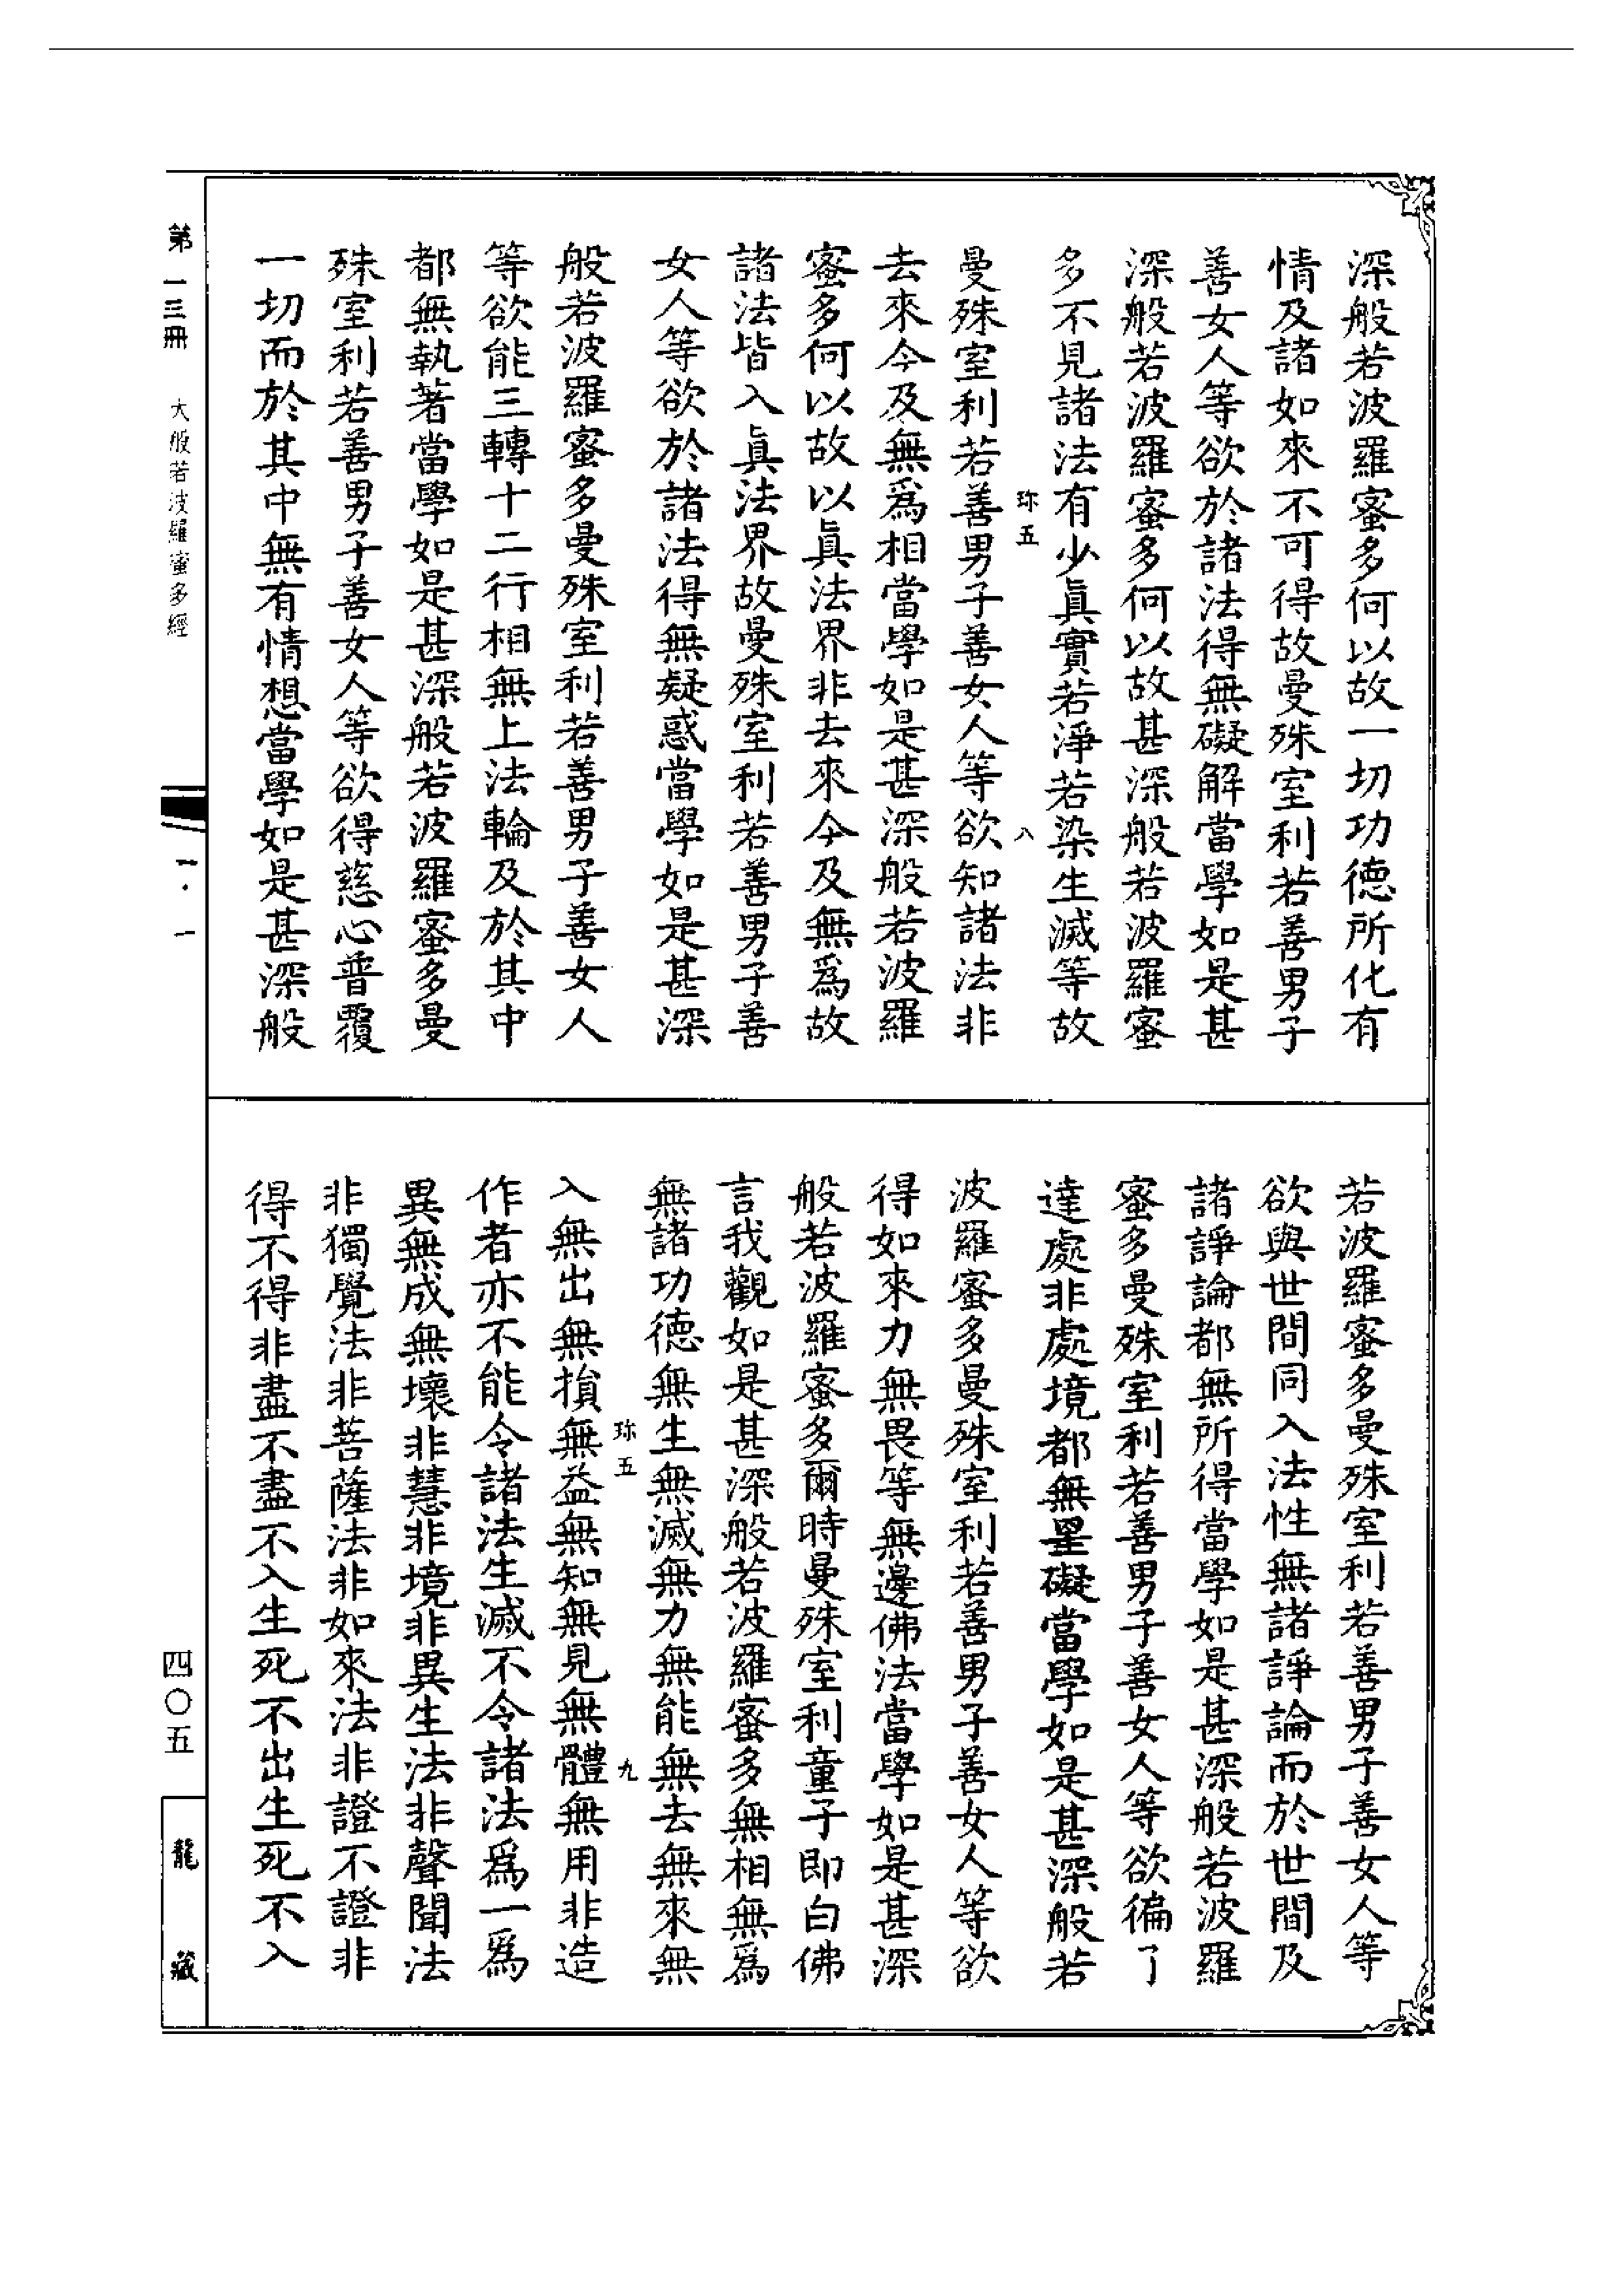 深般若波羅蜜多何以故一切功德所化有
情及諸如來不可得故曼殊室利若善男子
善女人等欲於諸法得無礙解當學如是甚
深般若波羅蜜多何以故甚深般若波羅蜜
多不見諸法有少眞實若淨若染生滅等故
珎五 八
曼殊室利若善男子善女人等欲知諸法非
去來今及無爲相當學如是甚深般若波羅
蜜多何以故以眞法界非去來今及無爲故
諸法皆入眞法界故曼殊室利若善男子善
女人等欲於諸法得無疑惑當學如是甚深
般若波羅蜜多曼殊室利若善男子善女人
等欲能三轉十二行相無上法輪及於其中
都無執著當學如是甚深般若波羅蜜多曼
殊室利若善男子善女人等欲得慈心普覆
一切而於其中無有情想當學如是甚深般
若波羅蜜多曼殊室利若善男子善女人等
欲與世間同入法性無諸諍論而於世間及
諸諍論都無所得當學如是甚深般若波羅
蜜多曼殊室利若善男子善女人等欲徧了
達處非處境都無罣礙當學如是甚深般若
波羅蜜多曼殊室利若善男子善女人等欲
得如來力無畏等無邊佛法當學如是甚深
般若波羅蜜多爾時曼殊室利童子即白佛
言我觀如是甚深般若波羅蜜多無相無爲
無諸功德無生無滅無力無能無去無來無
珎五 九
入無出無損無益無知無見無體無用非造
作者亦不能令諸法生滅不令諸法爲一爲
異無成無壞非慧非境非異生法非聲聞法
非獨覺法非菩薩法非如來法非證不證非
得不得非盡不盡不入生死不出生死不入
第一三冊 大般若波羅蜜多經 一·一 四〇五 龍藏